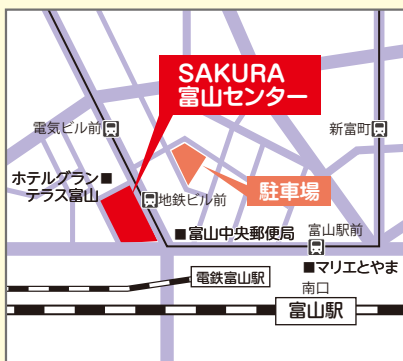 SAKURA
富山センター
電気ビル前
新富町
ホテルグラン■
テラス富山
駐車場
地鉄ビル前
■富山中央郵便局
富山駅前
■マリエとやま
電鉄富山駅
南口
富山駅